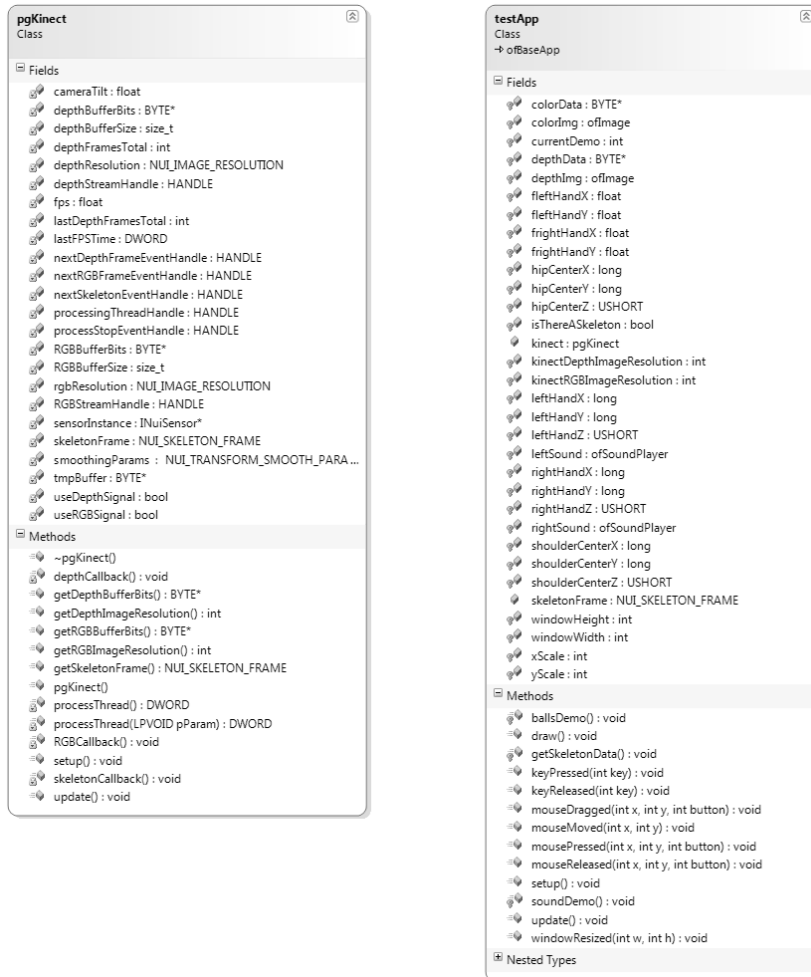 pgKinect
Class
Fields
cameraTilt : float
depthBufferBits : BYTE*
depthBufferSize : size_t
depthFramesTotal : int
depthResolution : NUI_IMAGE_RESOLUTION
depthStreamHandle : HANDLE
fps : float
lastDepthFramesTotal : int
lastFPSTime : DWORD
nextDepthFrameEventHandle : HANDLE
nextRGBFrameEventHandle : HANDLE
nextSkeletonEventHandle : HANDLE
processingThreadHandle : HANDLE
processStopEventHandle : HANDLE
RGBBufferBits : BYTE*
RGBBufferSize : size_t
rgbResolution : NUI_IMAGE_RESOLUTION
RGBStreamHandle : HANDLE
sensorInstance : INuiSensor*
skeletonFrame : NUI_SKELETON_FRAME
smoothingParams : NUI_TRANSFORM_SMOOTH_PARA ...
tmpBuffer : BYTE*
useDepthSignal : bool
useRGBSignal : bool
Methods
~pgKinect()
depthCallback() : void
getDepthBufferBits() : BYTE*
getDepthImageResolution() : int
getRGBBufferBits() : BYTE*
getRGBImageResolution() : int
getSkeletonFrame() : NUI_SKELETON_FRAME
pgKinect()
processThread() : DWORD
processThread(LPVOID pParam) : DWORD
RGBCallback() : void
setup() : void
skeletonCallback() : void
update() : void
testApp
Class
ofBaseApp
Fields
colorData : BYTE*
colorImg : ofImage
currentDemo : int
depthData : BYTE*
depthImg : ofImage
fleftHandX : float
fleftHandY : float
frightHandX : float
frightHandY : float
hipCenterX : long
hipCenterY : long
hipCenterZ : USHORT
isThereASkeleton : bool
kinect : pgKinect
kinectDepthImageResolution : int
kinectRGBImageResolution : int
leftHandX : long
leftHandY : long
leftHandZ : USHORT
leftSound : ofSoundPlayer
rightHandX : long
rightHandY : long
rightHandZ : USHORT
rightSound : ofSoundPlayer
shoulderCenterX : long
shoulderCenterY : long
shoulderCenterZ : USHORT
skeletonFrame : NUI_SKELETON_FRAME
windowHeight : int
windowWidth : int
xScale : int
yScale : int
Methods
ballsDemo() : void
draw() : void
getSkeletonData() : void
keyPressed(int key) : void
keyReleased(int key) : void
mouseDragged(int x, int y, int button) : void
mouseMoved(int x, int y) : void
mousePressed(int x, int y, int button) : void
mouseReleased(int x, int y, int button) : void
setup() : void
soundDemo() : void
update() : void
windowResized(int w, int h) : void
Nested Types